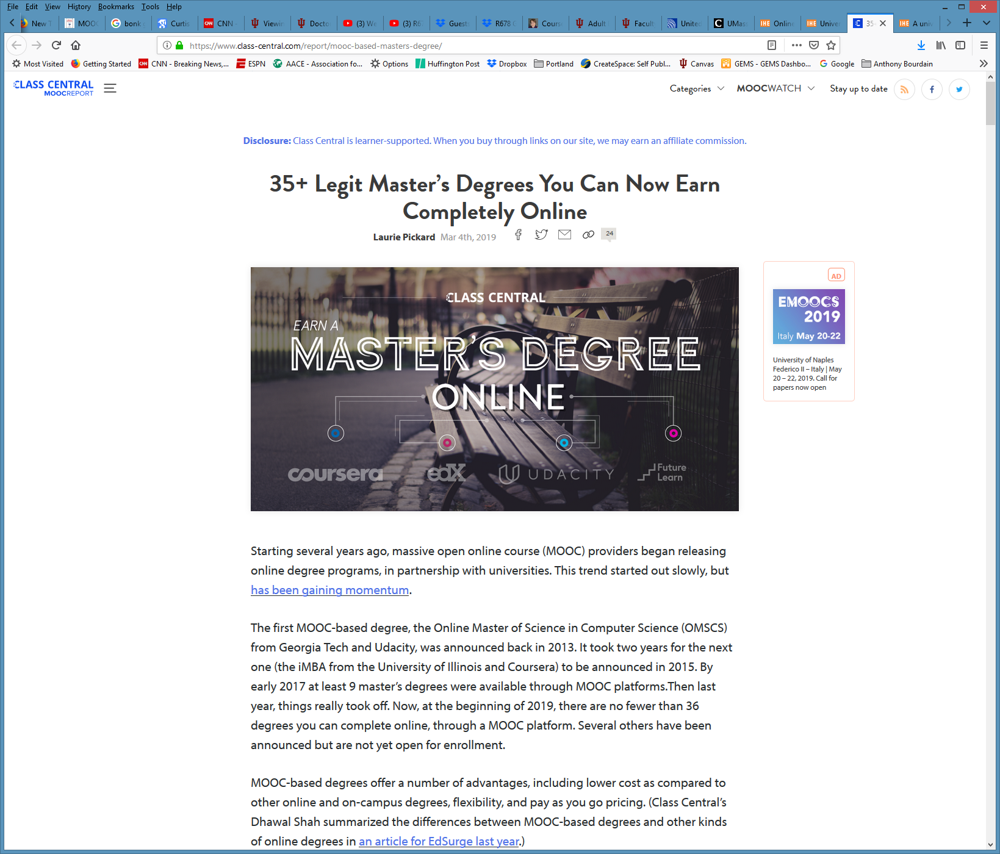 File Edit View History Bookmarks Tools Help
New T MOOC bonk Curtis CNN - Viewin Docto (3) We (3) R67 Guests R678 Cours Adult Facult United UMas Online Univer 35- A uni
https://www.class-central.com/report/mooc-based-masters-degree/
Most Visited Getting Started CNN - Breaking News,... ESPN AACE - Association fo... Options Huffington Post Dropbox Portland CreateSpace: Self Publ... Canvas GEMS - GEMS Dashbo... Google Anthony Bourdain
CLASS CENTRAL
MOOCREPORT
Categories MOOCWATCH Stay up to date
Disclosure: Class Central is learner-supported. When you buy through links on our site, we may earn an affiliate commission.
35+ Legit Master’s Degrees You Can Now Earn
Completely Online
Laurie Pickard Mar 4th, 2019 24
CLASS CENTRAL
EARN A
MASTER'S DEGREE
ONLINE
coursera edX UDACITY Future
Learn
AD
EMOOCS
2019
Italy May 20-22
University of Naples
Federico II – Italy | May
20 – 22, 2019. Call for
papers now open
Starting several years ago, massive open online course (MOOC) providers began releasing
online degree programs, in partnership with universities. This trend started out slowly, but
has been gaining momentum.
The first MOOC-based degree, the Online Master of Science in Computer Science (OMSCS)
from Georgia Tech and Udacity, was announced back in 2013. It took two years for the next
one (the iMBA from the University of Illinois and Coursera) to be announced in 2015. By
early 2017 at least 9 master’s degrees were available through MOOC platforms.Then last
year, things really took off. Now, at the beginning of 2019, there are no fewer than 36
degrees you can complete online, through a MOOC platform. Several others have been
announced but are not yet open for enrollment.
MOOC-based degrees offer a number of advantages, including lower cost as compared to
other online and on-campus degrees, flexibility, and pay as you go pricing. (Class Central’s
Dhawal Shah summarized the differences between MOOC-based degrees and other kinds
of online degrees in an article for EdSurge last year.)